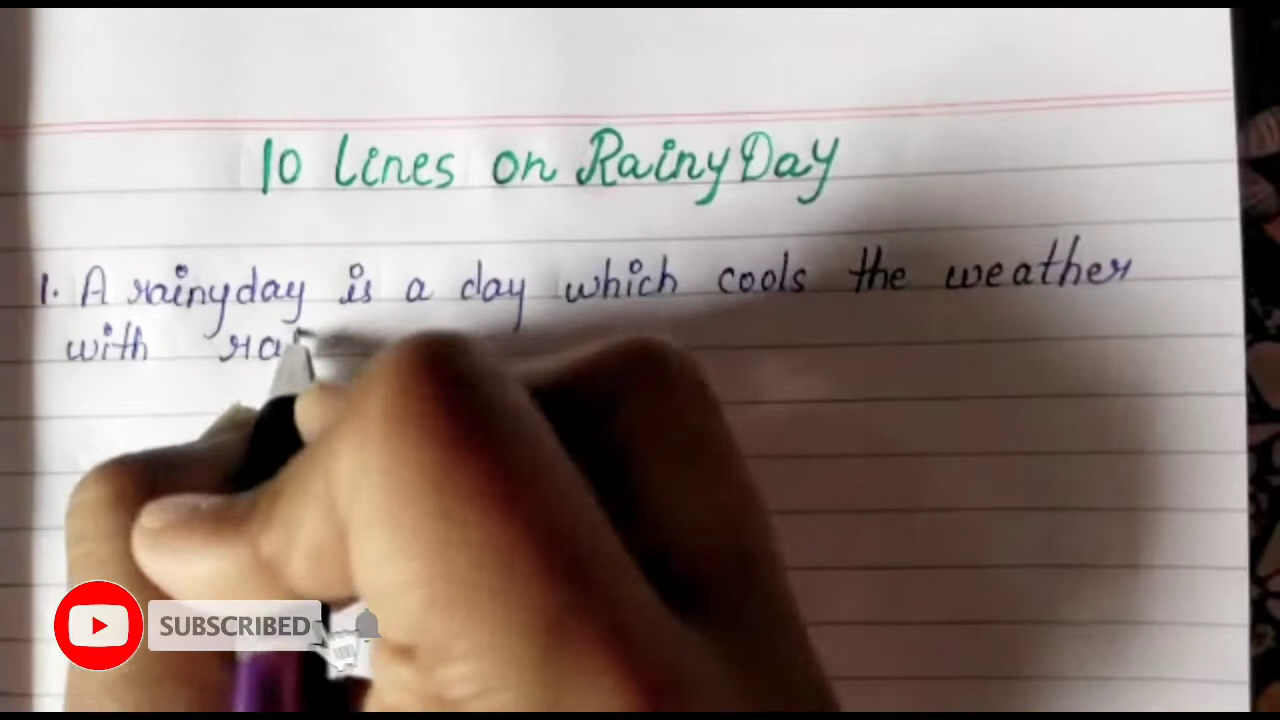 10 Lines on Rainy Day
1. A rainyday is a day which cools the weather
with
SUBSCRIBED